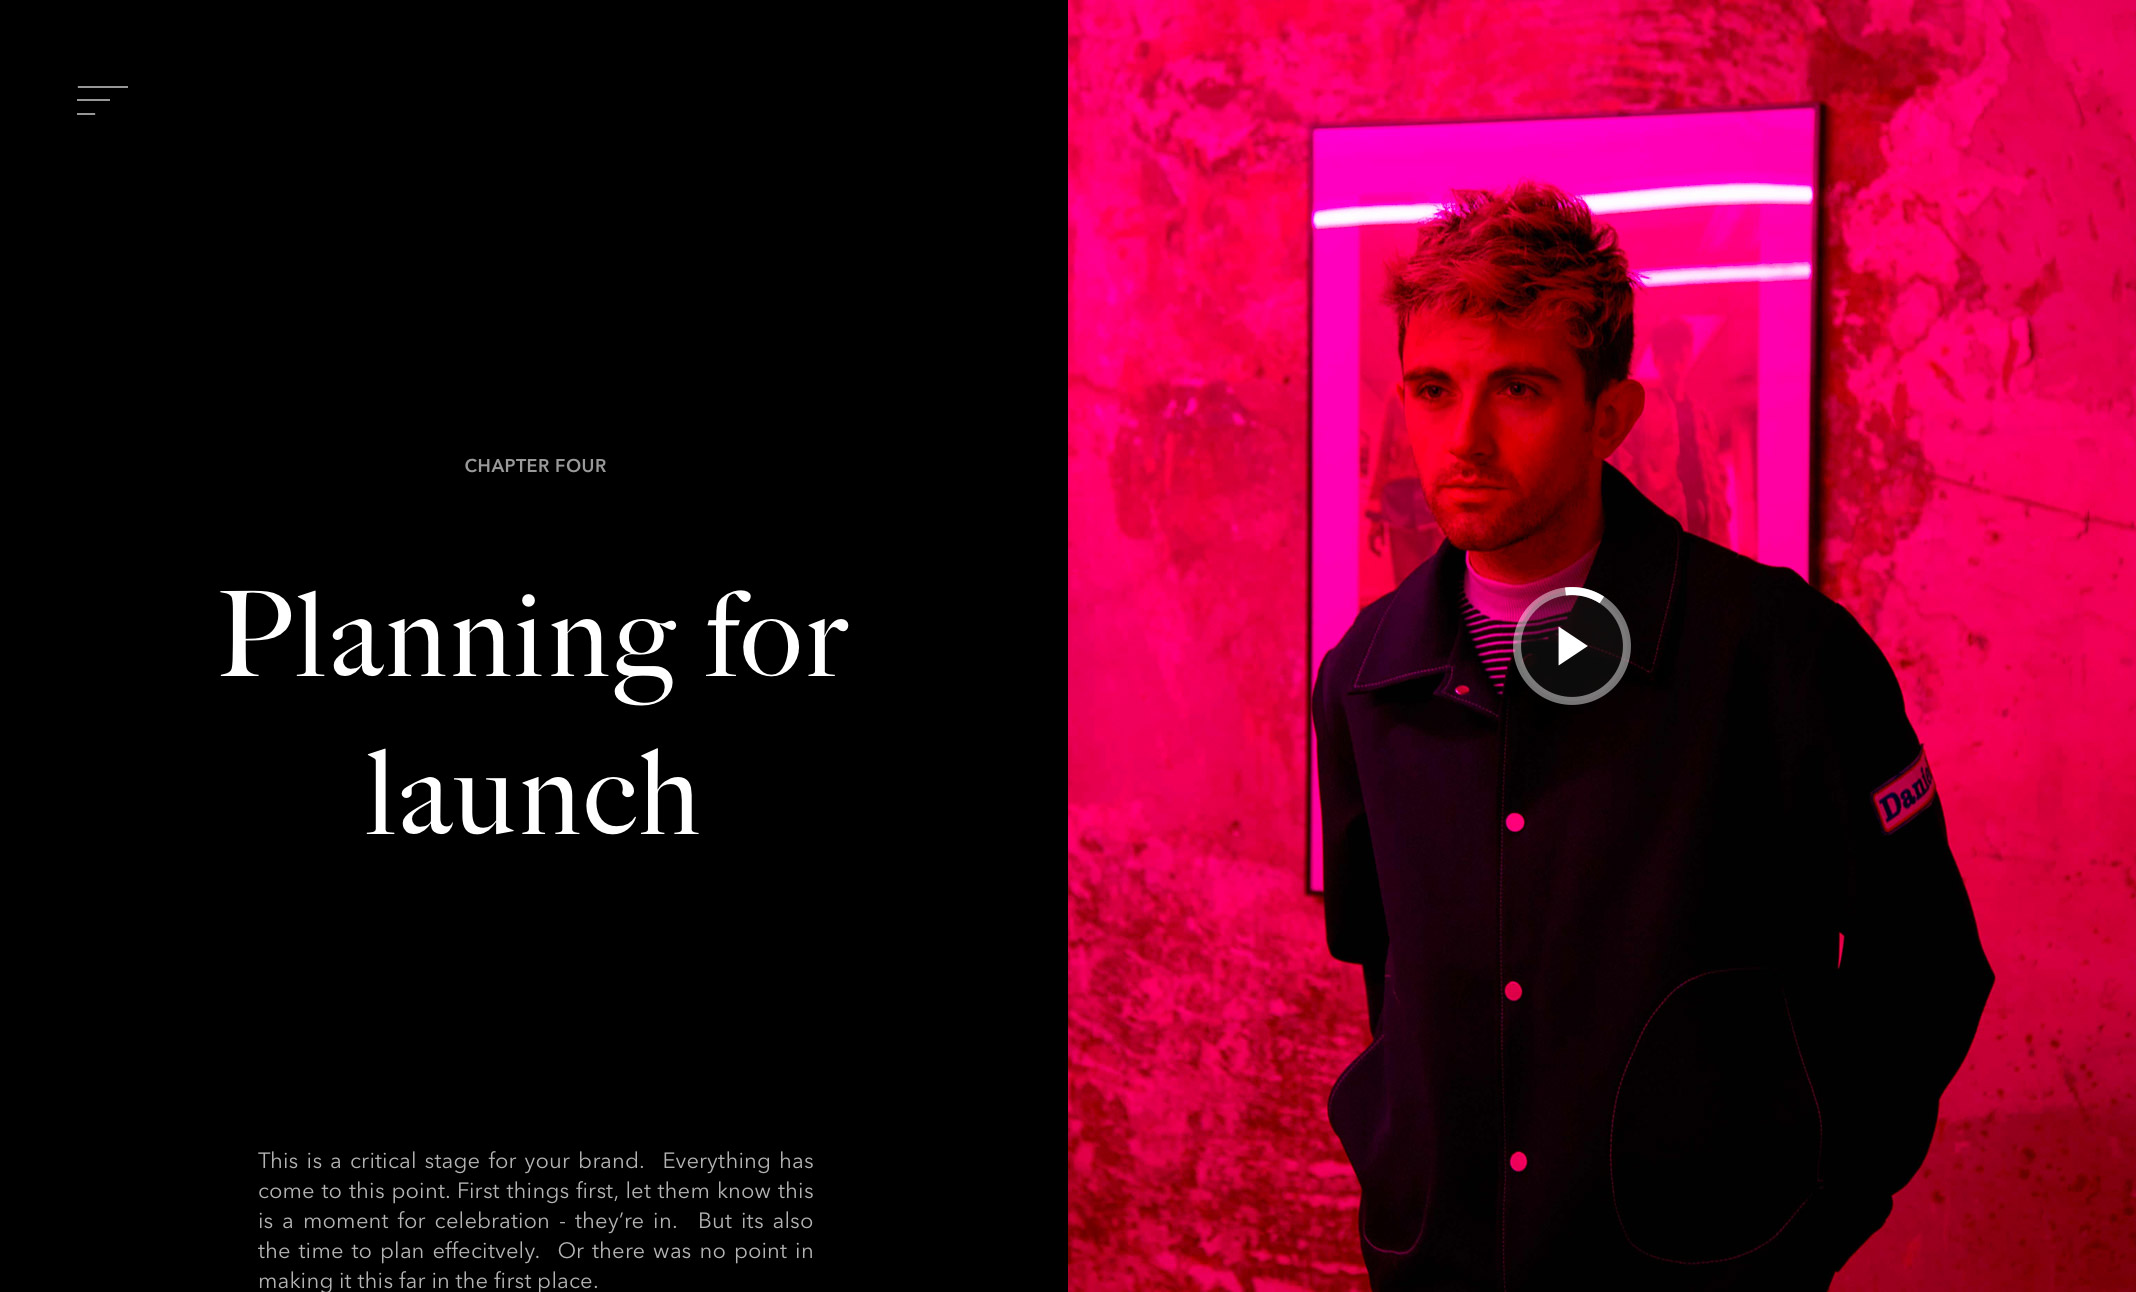 CHAPTER FOUR
Planning for
launch
This is a critical stage for your brand.  Everything has
come to this point. First things first, let them know this
is a moment for celebration - they’re in.  But its also
the time to plan effecitvely.  Or there was no point in
making it this far in the first place.